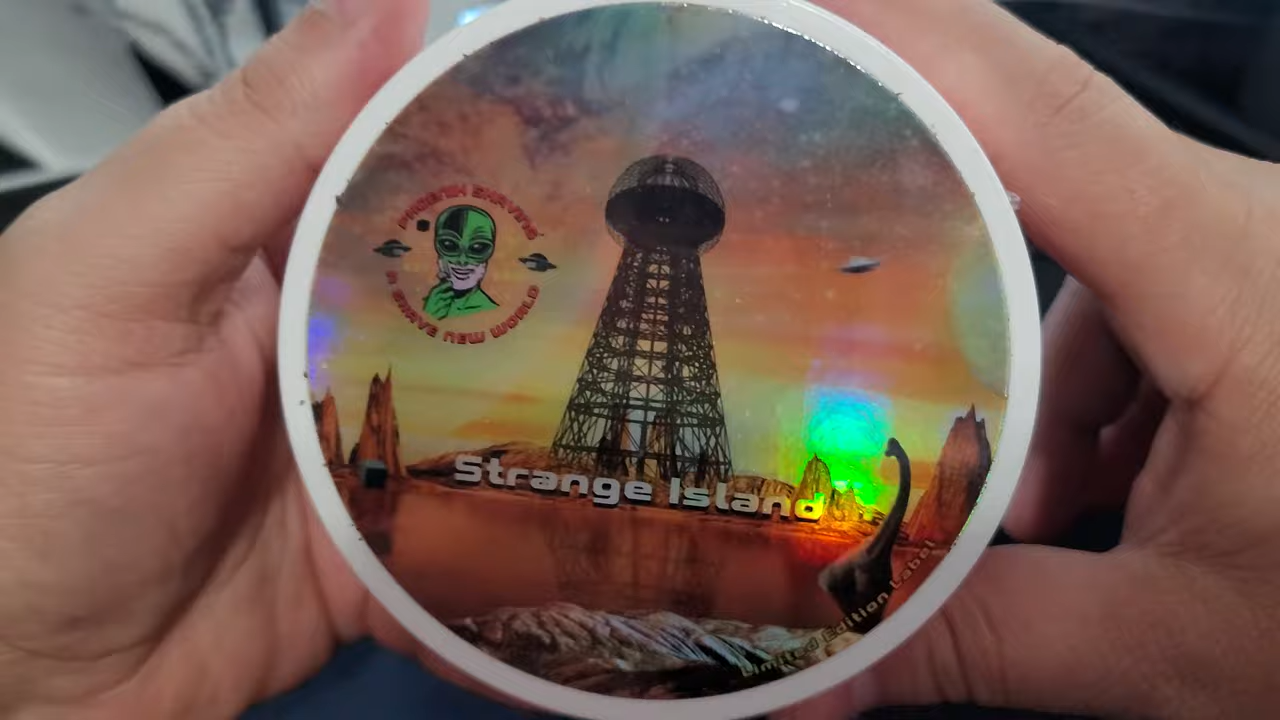 PHOENIX SHAVING
A SHAVE NEW WORLD
Strange Island
Limited Edition Label